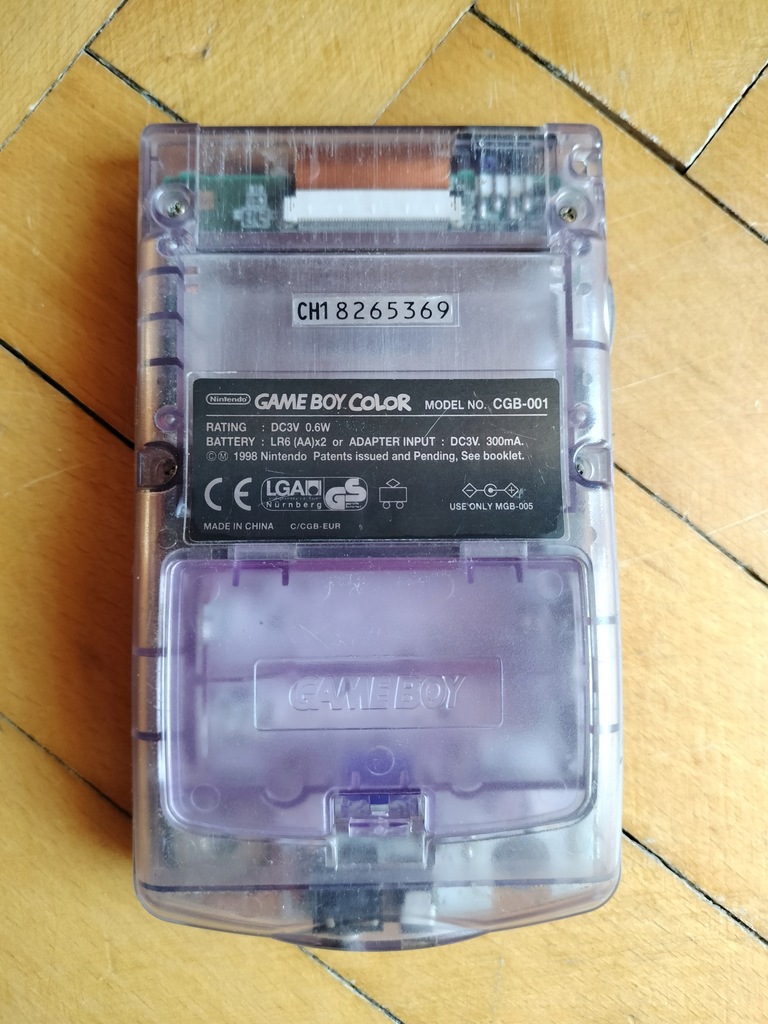 CH18265369
Nintendo GAME BOY COLOR MODEL NO. CGB-001
RATING : DC3V 0.6W
BATTERY : LR6 (AA)x2 or ADAPTER INPUT : DC3V. 300mA.
©Ⓜ 1998 Nintendo Patents issued and Pending, See booklet.
CE LGA Nürnberg GS
USE ONLY MGB-005
MADE IN CHINA C/CGB-EUR
GAME BOY